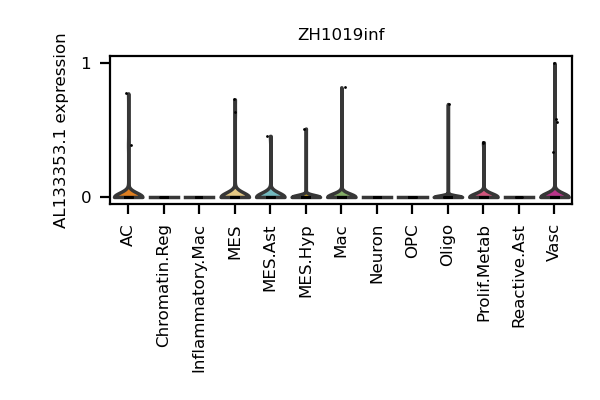 ZH1019inf
AL133353.1 expression
1
0
AC
Chromatin.Reg
Inflammatory.Mac
MES
MES.Ast
MES.Hyp
Mac
Neuron
OPC
Oligo
Prolif.Metab
Reactive.Ast
Vasc